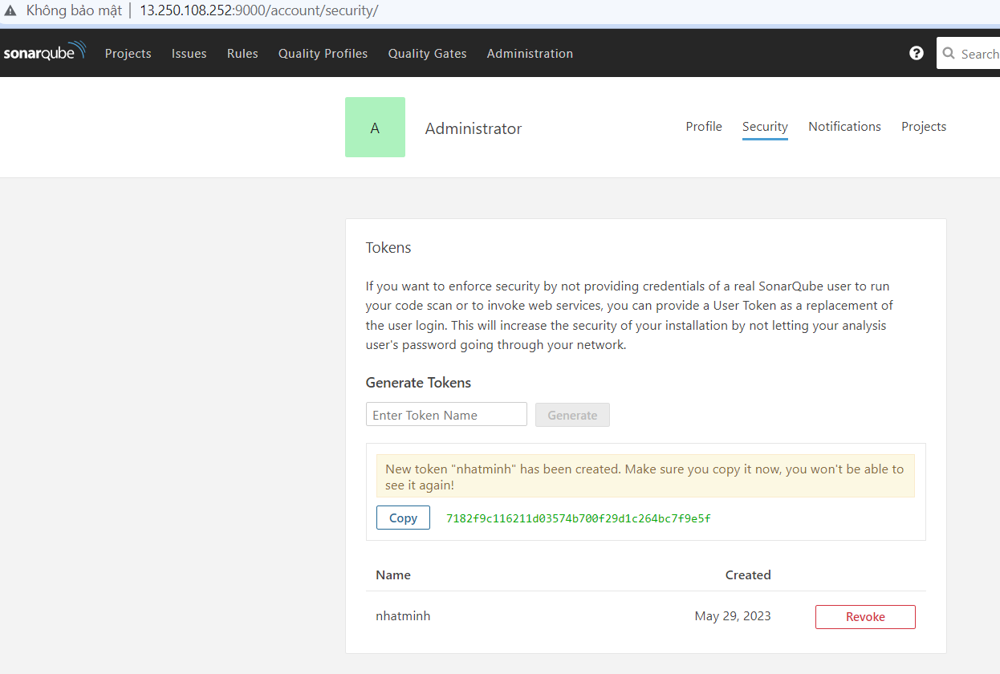 Không bảo mật | 13.250.108.252:9000/account/security/
sonarqube Projects Issues Rules Quality Profiles Quality Gates Administration ? Search
A Administrator Profile Security Notifications Projects
Tokens
If you want to enforce security by not providing credentials of a real SonarQube user to run
your code scan or to invoke web services, you can provide a User Token as a replacement of
the user login. This will increase the security of your installation by not letting your analysis
user's password going through your network.
Generate Tokens
Enter Token Name Generate
New token "nhatminh" has been created. Make sure you copy it now, you won't be able to
see it again!
Copy 7182f9c116211d03574b700f29d1c264bc7f9e5f
Name Created
nhatminh May 29, 2023 Revoke